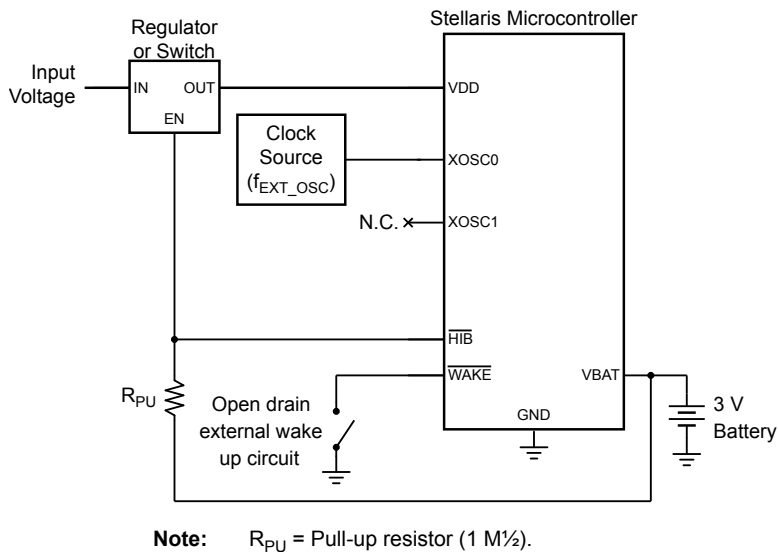 Stellaris Microcontroller
Regulator
or Switch
Input
Voltage
IN
OUT
EN
VDD
Clock
Source
(fEXT_OSC)
XOSC0
N.C.
XOSC1
HIB
WAKE
VBAT
RPU
Open drain
external wake
up circuit
GND
3 V
Battery
Note: RPU = Pull-up resistor (1 M½).